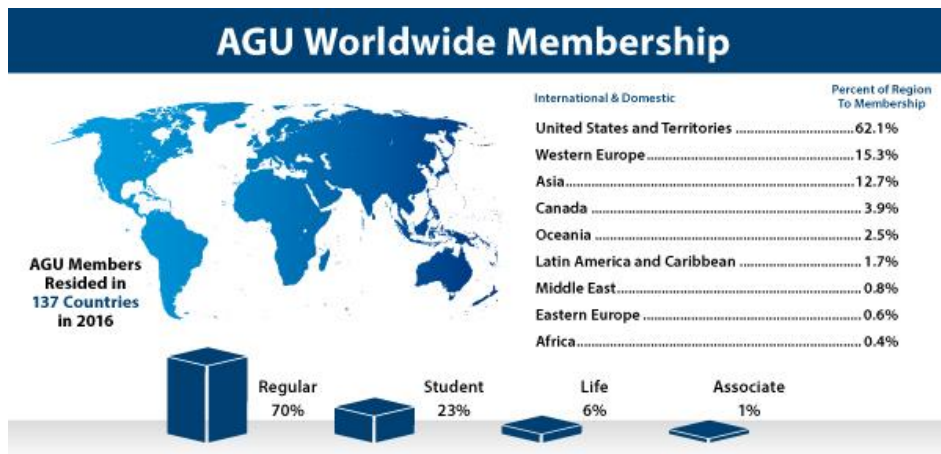 AGU Worldwide Membership
International & Domestic
Percent of Region
To Membership
United States and Territories ..................................... 62.1%
Western Europe................................................................ 15.3%
Asia......................................................................................... 12.7%
Canada .................................................................................. 3.9%
Oceania ................................................................................. 2.5%
Latin America and Caribbean ...................................... 1.7%
Middle East.......................................................................... 0.8%
Eastern Europe .................................................................... 0.6%
Africa...................................................................................... 0.4%
AGU Members
Resided in
137 Countries
in 2016
Regular
70%
Student
23%
Life
6%
Associate
1%